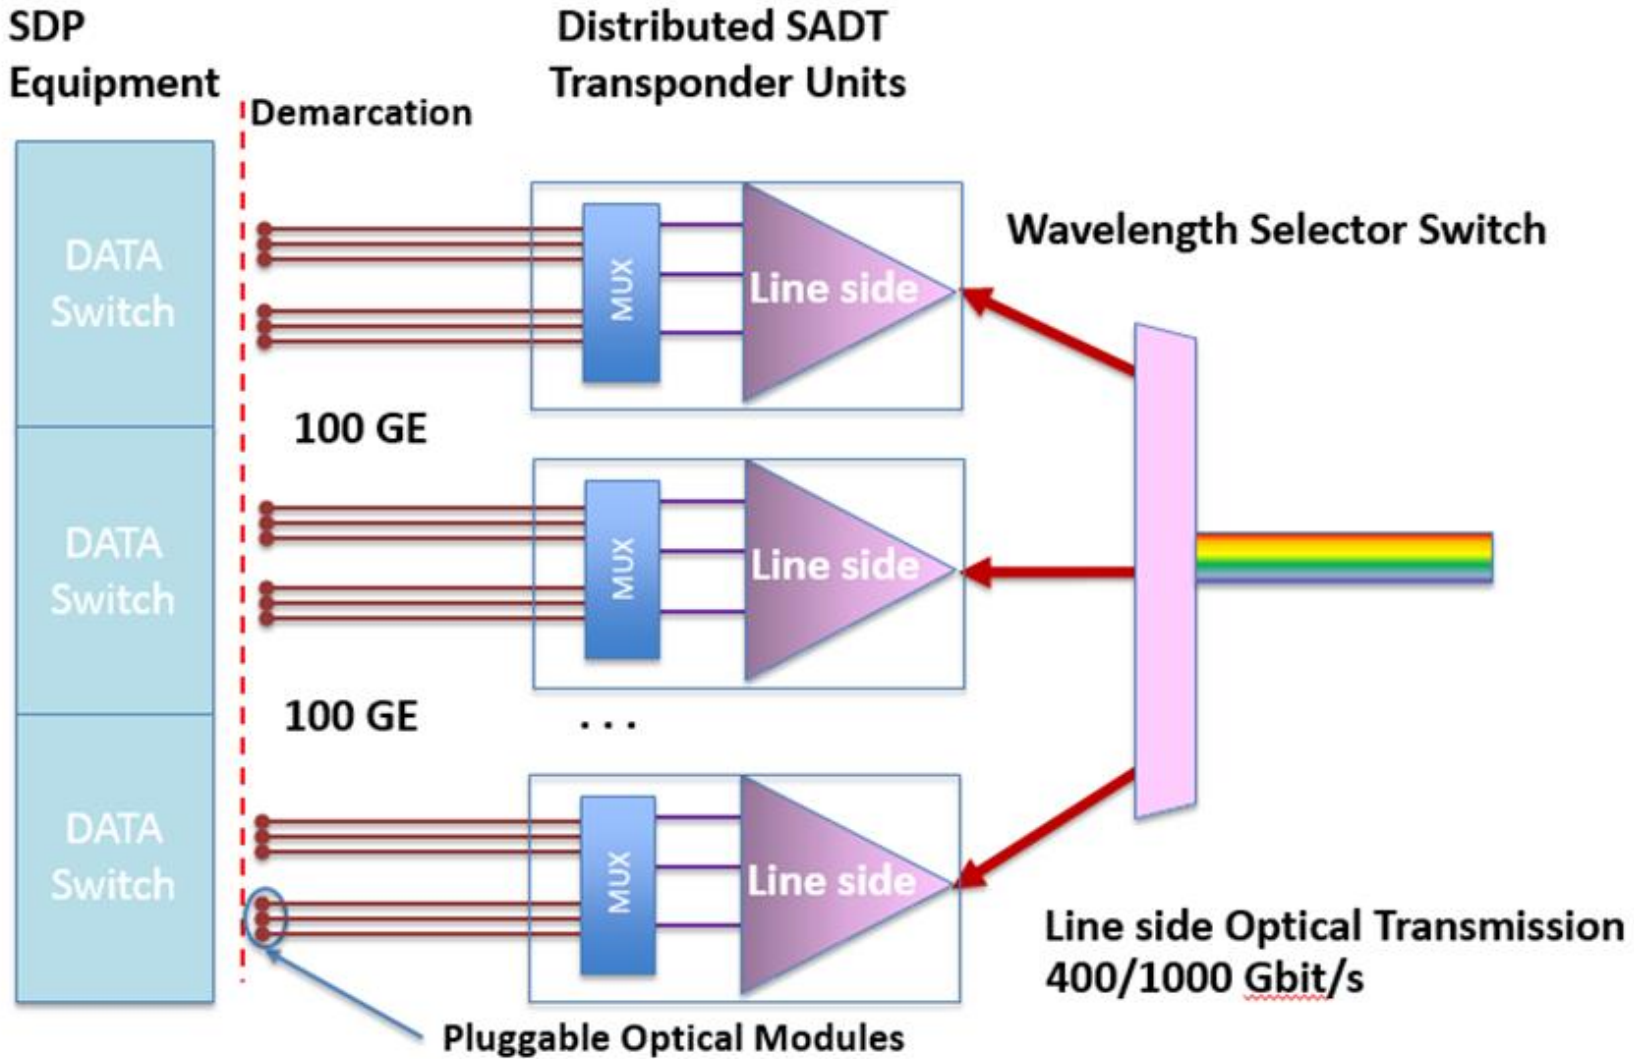 SDP
Equipment
Distributed SADT
Transponder Units
Demarcation
DATA
Switch
MUX
Line side
Wavelength Selector Switch
100 GE
DATA
Switch
MUX
Line side
100 GE
. . .
DATA
Switch
MUX
Line side
Line side Optical Transmission
400/1000 Gbit/s
Pluggable Optical Modules